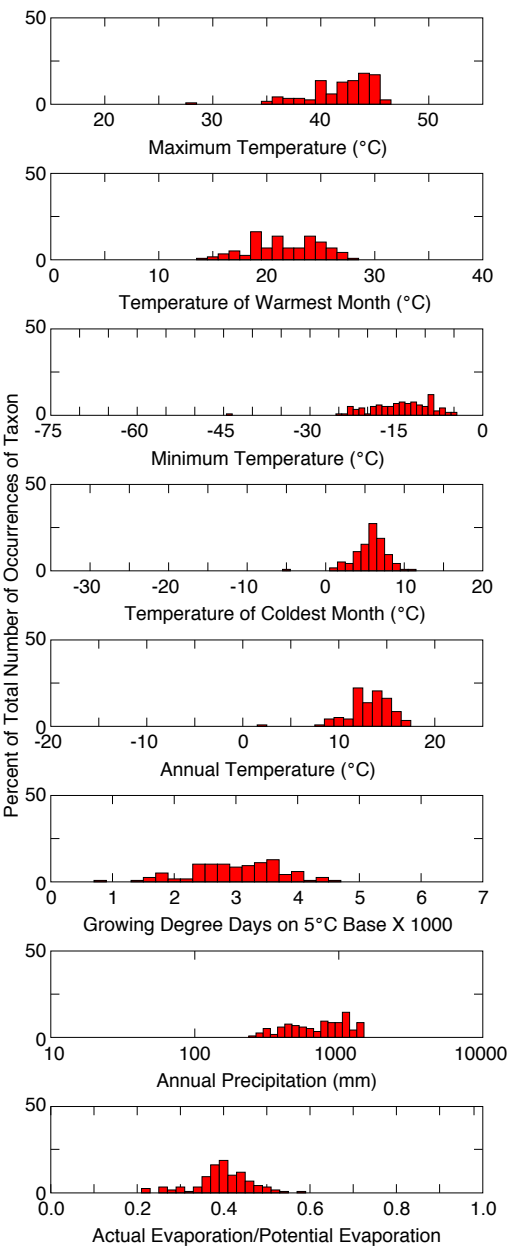 Percent of Total Number of Occurrences of Taxon
50
0
20 30 40 50
Maximum Temperature (°C)
50
0
0 10 20 30 40
Temperature of Warmest Month (°C)
50
0
-75 -60 -45 -30 -15 0
Minimum Temperature (°C)
50
0
-30 -20 -10 0 10 20
Temperature of Coldest Month (°C)
50
0
-20 -10 0 10 20
Annual Temperature (°C)
50
0
0 1 2 3 4 5 6 7
Growing Degree Days on 5°C Base X 1000
50
0
10 100 1000 10000
Annual Precipitation (mm)
50
0
0.0 0.2 0.4 0.6 0.8 1.0
Actual Evaporation/Potential Evaporation